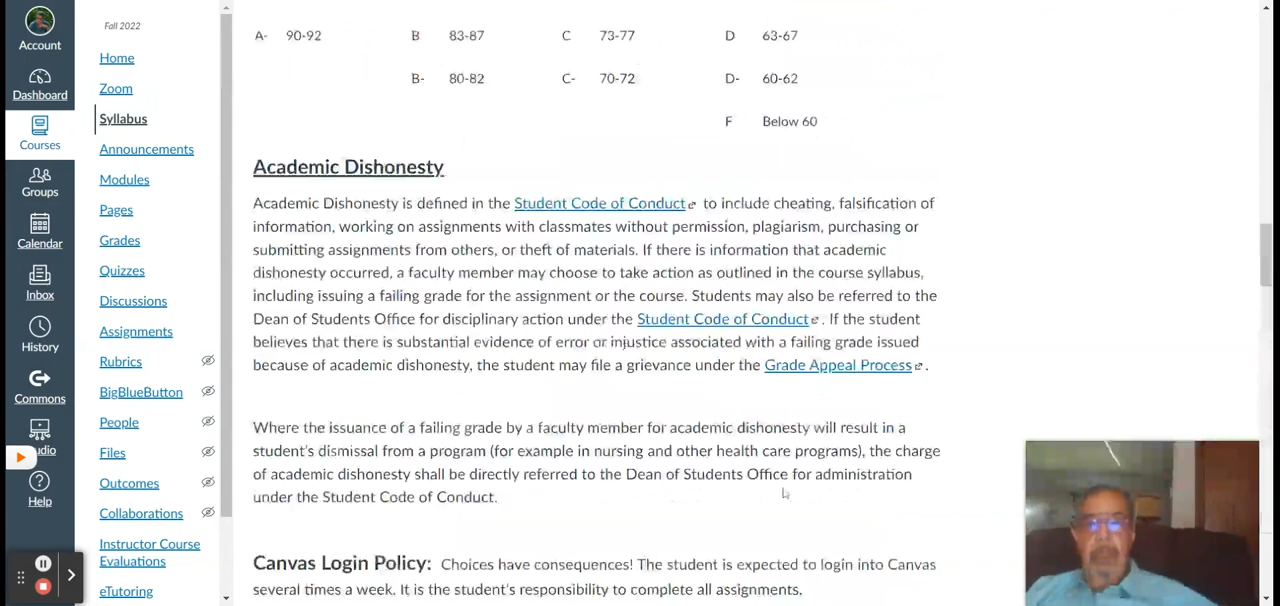 Account
Dashboard
Courses
Groups
Calendar
Inbox
History
Commons
udio
Help
Fall 2022
Home
Zoom
Syllabus
Announcements
Modules
Pages
Grades
Quizzes
Discussions
Assignments
Rubrics
BigBlueButton
People
Files
Outcomes
Collaborations
Instructor Course
Evaluations
eTutoring
A- 90-92 B 83-87 C 73-77 D 63-67
B- 80-82 C- 70-72 D- 60-62
F Below 60
Academic Dishonesty
Academic Dishonesty is defined in the Student Code of Conduct to include cheating, falsification of
information, working on assignments with classmates without permission, plagiarism, purchasing or
submitting assignments from others, or theft of materials. If there is information that academic
dishonesty occurred, a faculty member may choose to take action as outlined in the course syllabus,
including issuing a failing grade for the assignment or the course. Students may also be referred to the
Dean of Students Office for disciplinary action under the Student Code of Conduct . If the student
believes that there is substantial evidence of error or injustice associated with a failing grade issued
because of academic dishonesty, the student may file a grievance under the Grade Appeal Process .
Where the issuance of a failing grade by a faculty member for academic dishonesty will result in a
student's dismissal from a program (for example in nursing and other health care programs), the charge
of academic dishonesty shall be directly referred to the Dean of Students Office for administration
under the Student Code of Conduct.
Canvas Login Policy: Choices have consequences! The student is expected to login into Canvas
several times a week. It is the student's responsibility to complete all assignments.